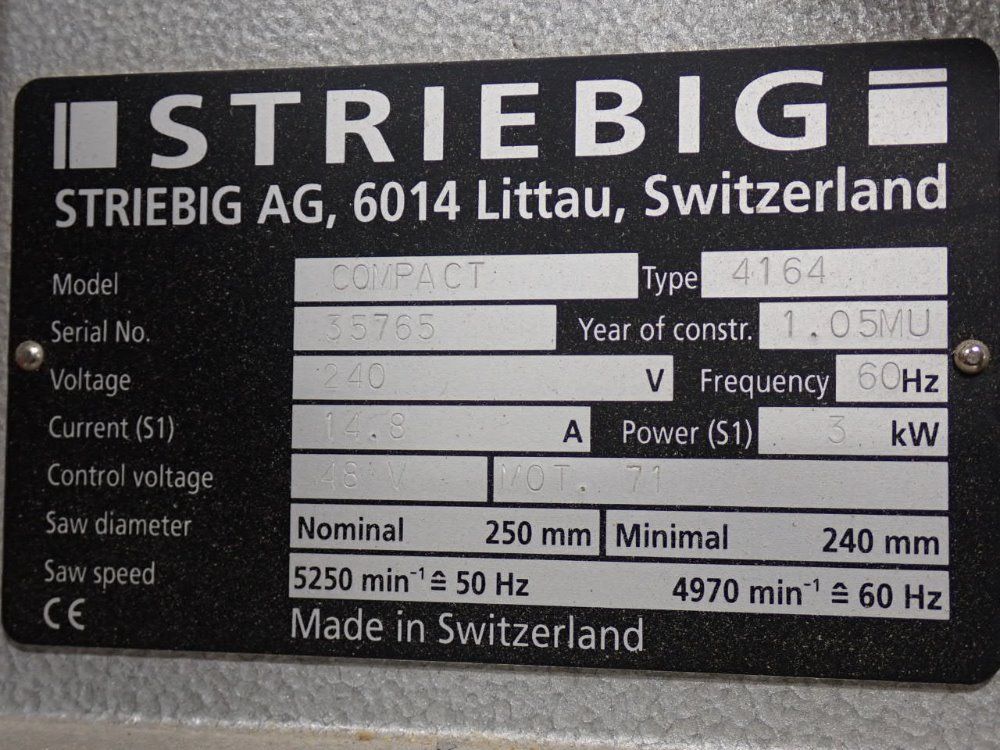 STRIEBIG
STRIEBIG AG, 6014 Littau, Switzerland
Model COMPACT Type 4164
Serial No. 35765 Year of constr. 1.05MU
Voltage 240 V Frequency 60Hz
Current (S1) 14.8 A Power (S1) 3 kW
Control voltage 48 V MOT. 71
Saw diameter Nominal 250 mm Minimal 240 mm
Saw speed 5250 min⁻¹ ≙ 50 Hz 4970 min⁻¹ ≙ 60 Hz
CE Made in Switzerland